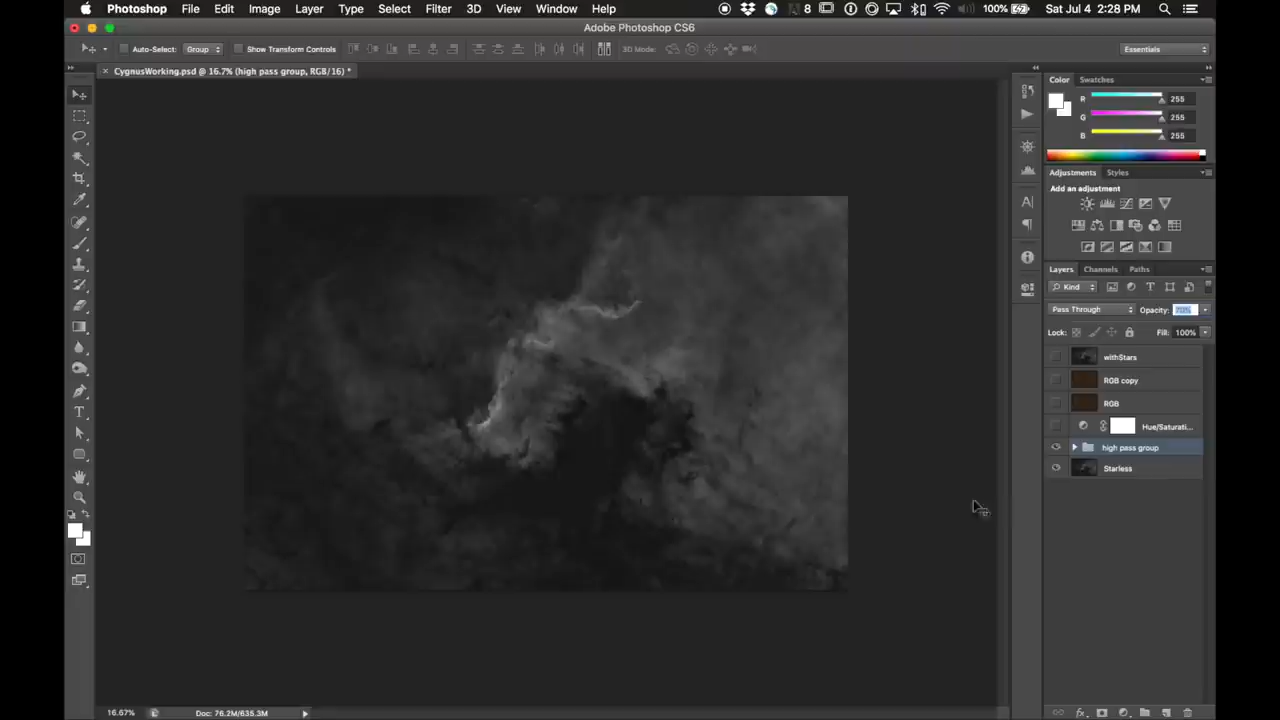 Photoshop File Edit Image Layer Type Select Filter 3D View Window Help 8 100% Sat Jul 4 2:28 PM
Adobe Photoshop CS6
Auto-Select: Group Show Transform Controls 3D Mode: Essentials
× CygnusWorking.psd @ 16.7% (high pass group, RGB/16) *
Color Swatches
R 255
G 255
B 255
Adjustments Styles
Add an adjustment
Layers Channels Paths
Kind
Pass Through Opacity: 70%
Lock: Fill: 100%
withStars
RGB copy
RGB
Hue/Saturati...
high pass group
Starless
16.67% Doc: 76.2M/635.3M